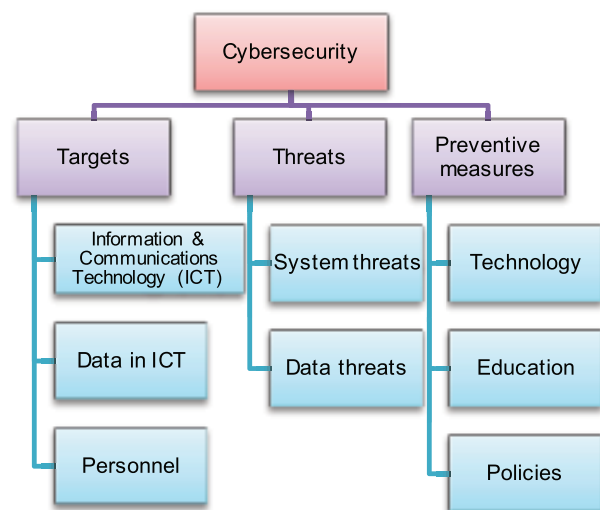 Cybersecurity
Targets
Threats
Preventive
measures
Information &
Communications
Technology (ICT)
System threats
Technology
Data in ICT
Data threats
Education
Personnel
Policies